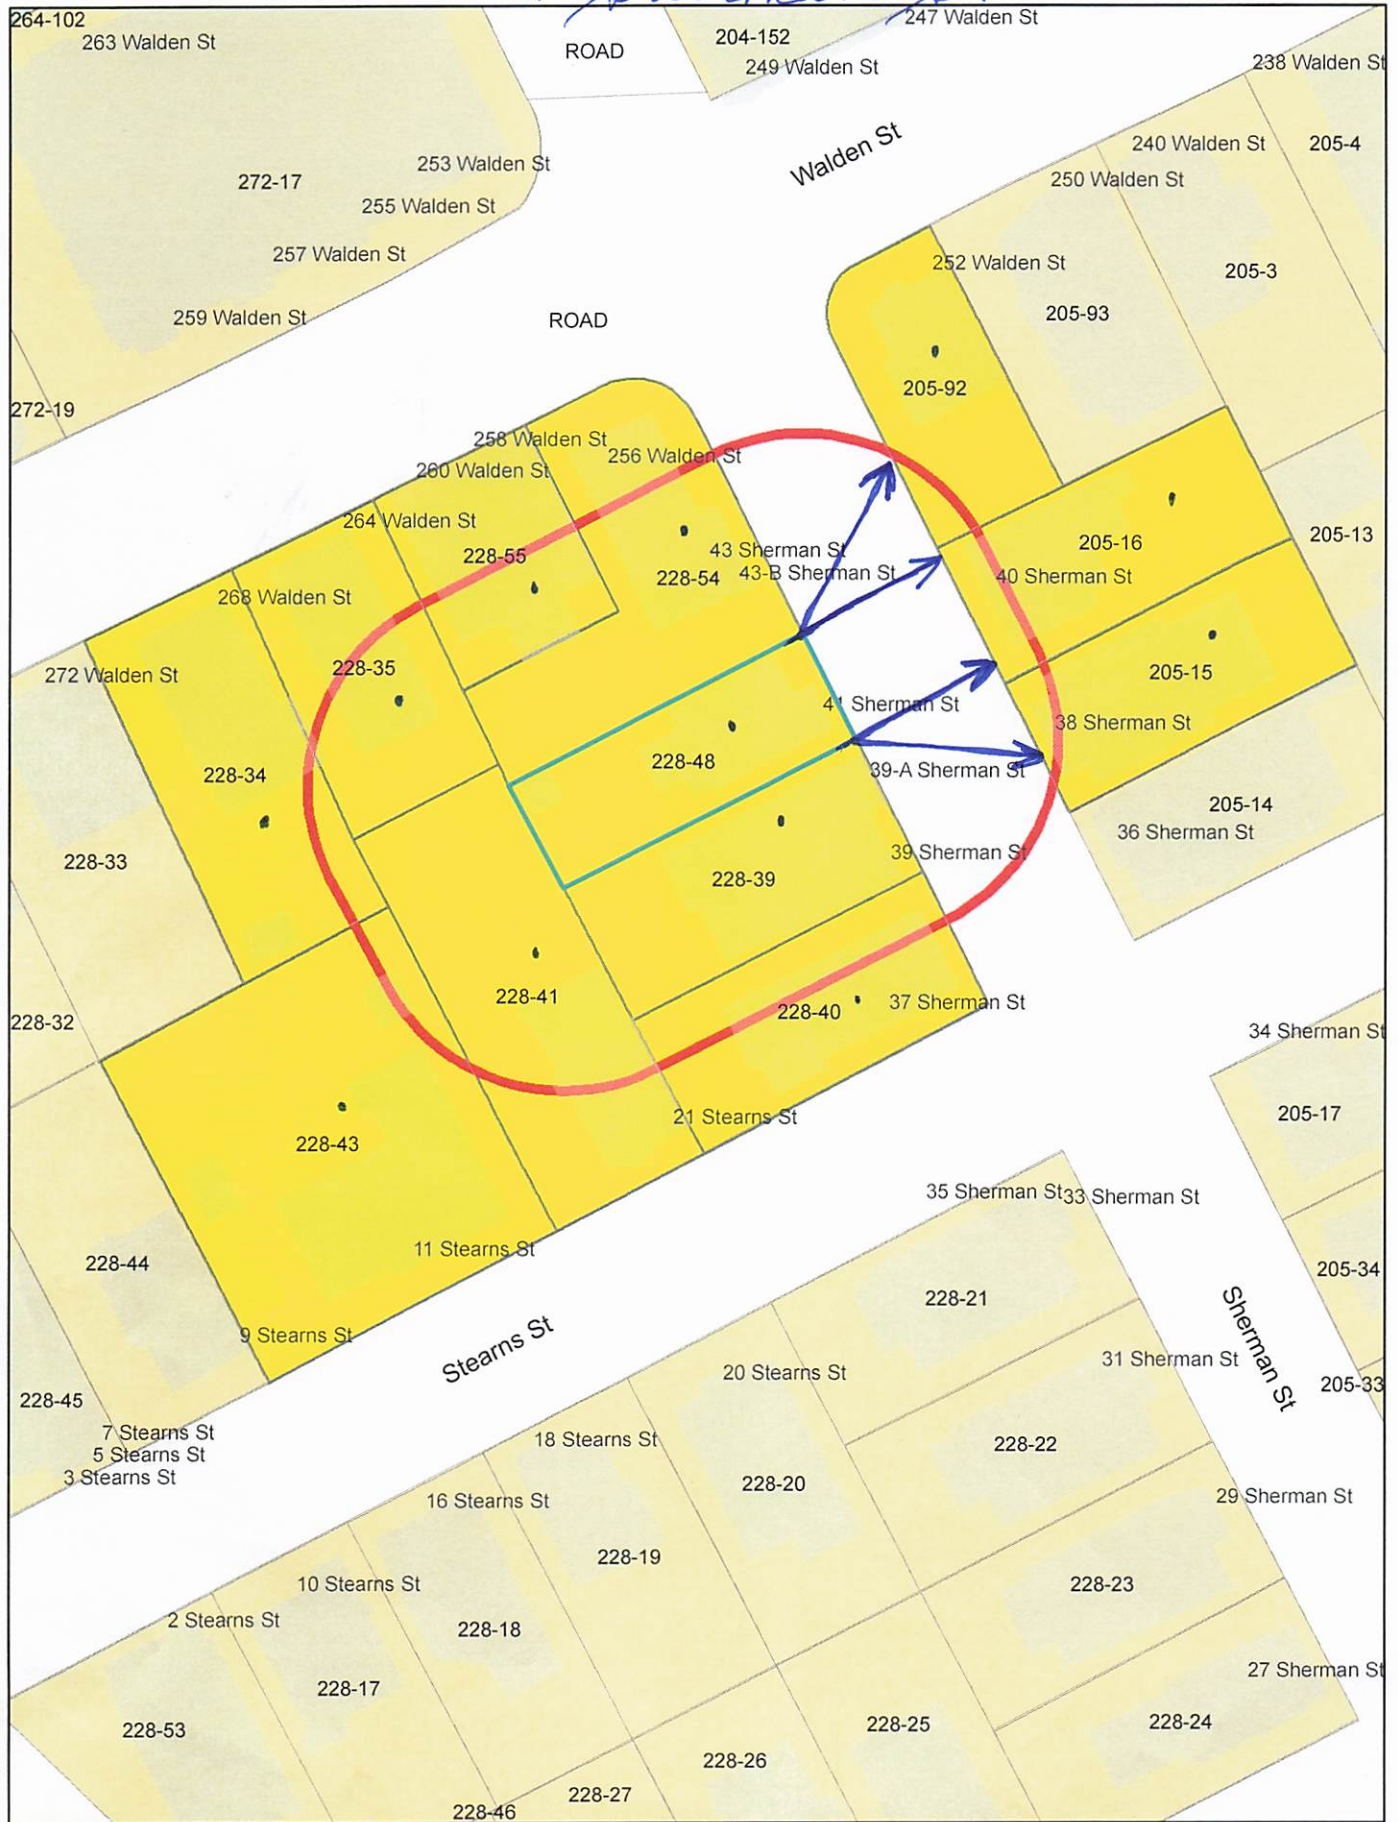 264-102
263 Walden St
ROAD
204-152
247 Walden St
249 Walden St
238 Walden St
Walden St
240 Walden St
205-4
253 Walden St
272-17
250 Walden St
255 Walden St
257 Walden St
252 Walden St
205-3
205-93
259 Walden St
ROAD
205-92
272-19
258 Walden St
256 Walden St
260 Walden St
264 Walden St
228-55
43 Sherman St
43-B Sherman St
228-54
205-16
205-13
40 Sherman St
268 Walden St
228-35
272 Walden St
205-15
41 Sherman St
38 Sherman St
228-48
228-34
39-A Sherman St
205-14
36 Sherman St
228-33
39 Sherman St
228-39
228-41
228-40
37 Sherman St
228-32
34 Sherman St
205-17
21 Stearns St
228-43
35 Sherman St
33 Sherman St
11 Stearns St
228-44
205-34
228-21
9 Stearns St
Stearns St
Sherman St
20 Stearns St
31 Sherman St
205-33
228-45
7 Stearns St
5 Stearns St
3 Stearns St
18 Stearns St
228-22
228-20
16 Stearns St
29 Sherman St
228-19
10 Stearns St
228-23
2 Stearns St
228-18
228-17
27 Sherman St
228-53
228-25
228-24
228-26
228-27
228-46